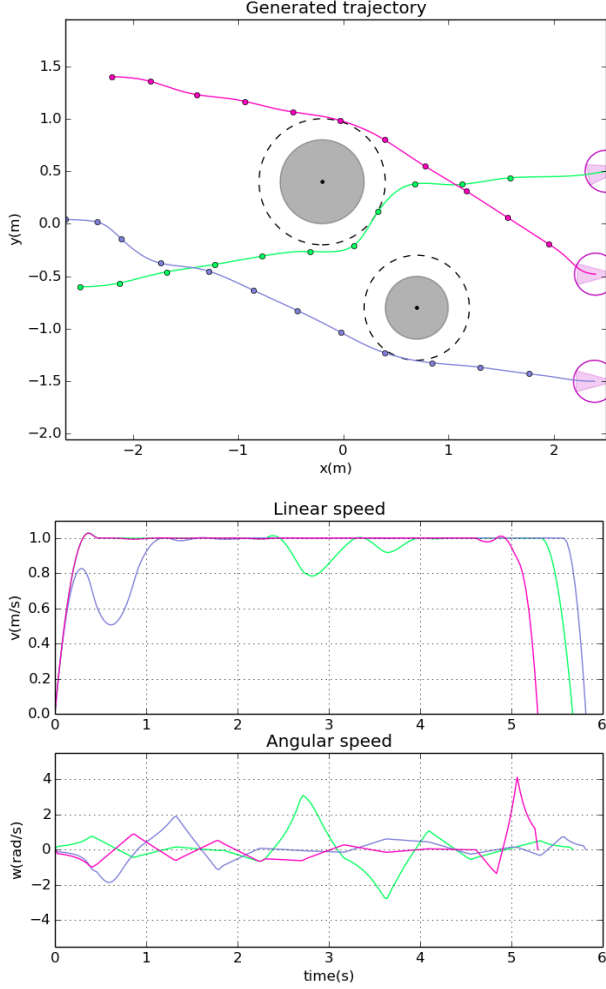 Generated trajectory
1.5
1.0
0.5
0.0
−0.5
−1.0
−1.5
−2.0
y(m)
−2 −1 0 1 2
x(m)
Linear speed
1.0
0.8
0.6
0.4
0.2
0.0
v(m/s)
0 1 2 3 4 5 6
Angular speed
4
2
0
−2
−4
w(rad/s)
0 1 2 3 4 5 6
time(s)